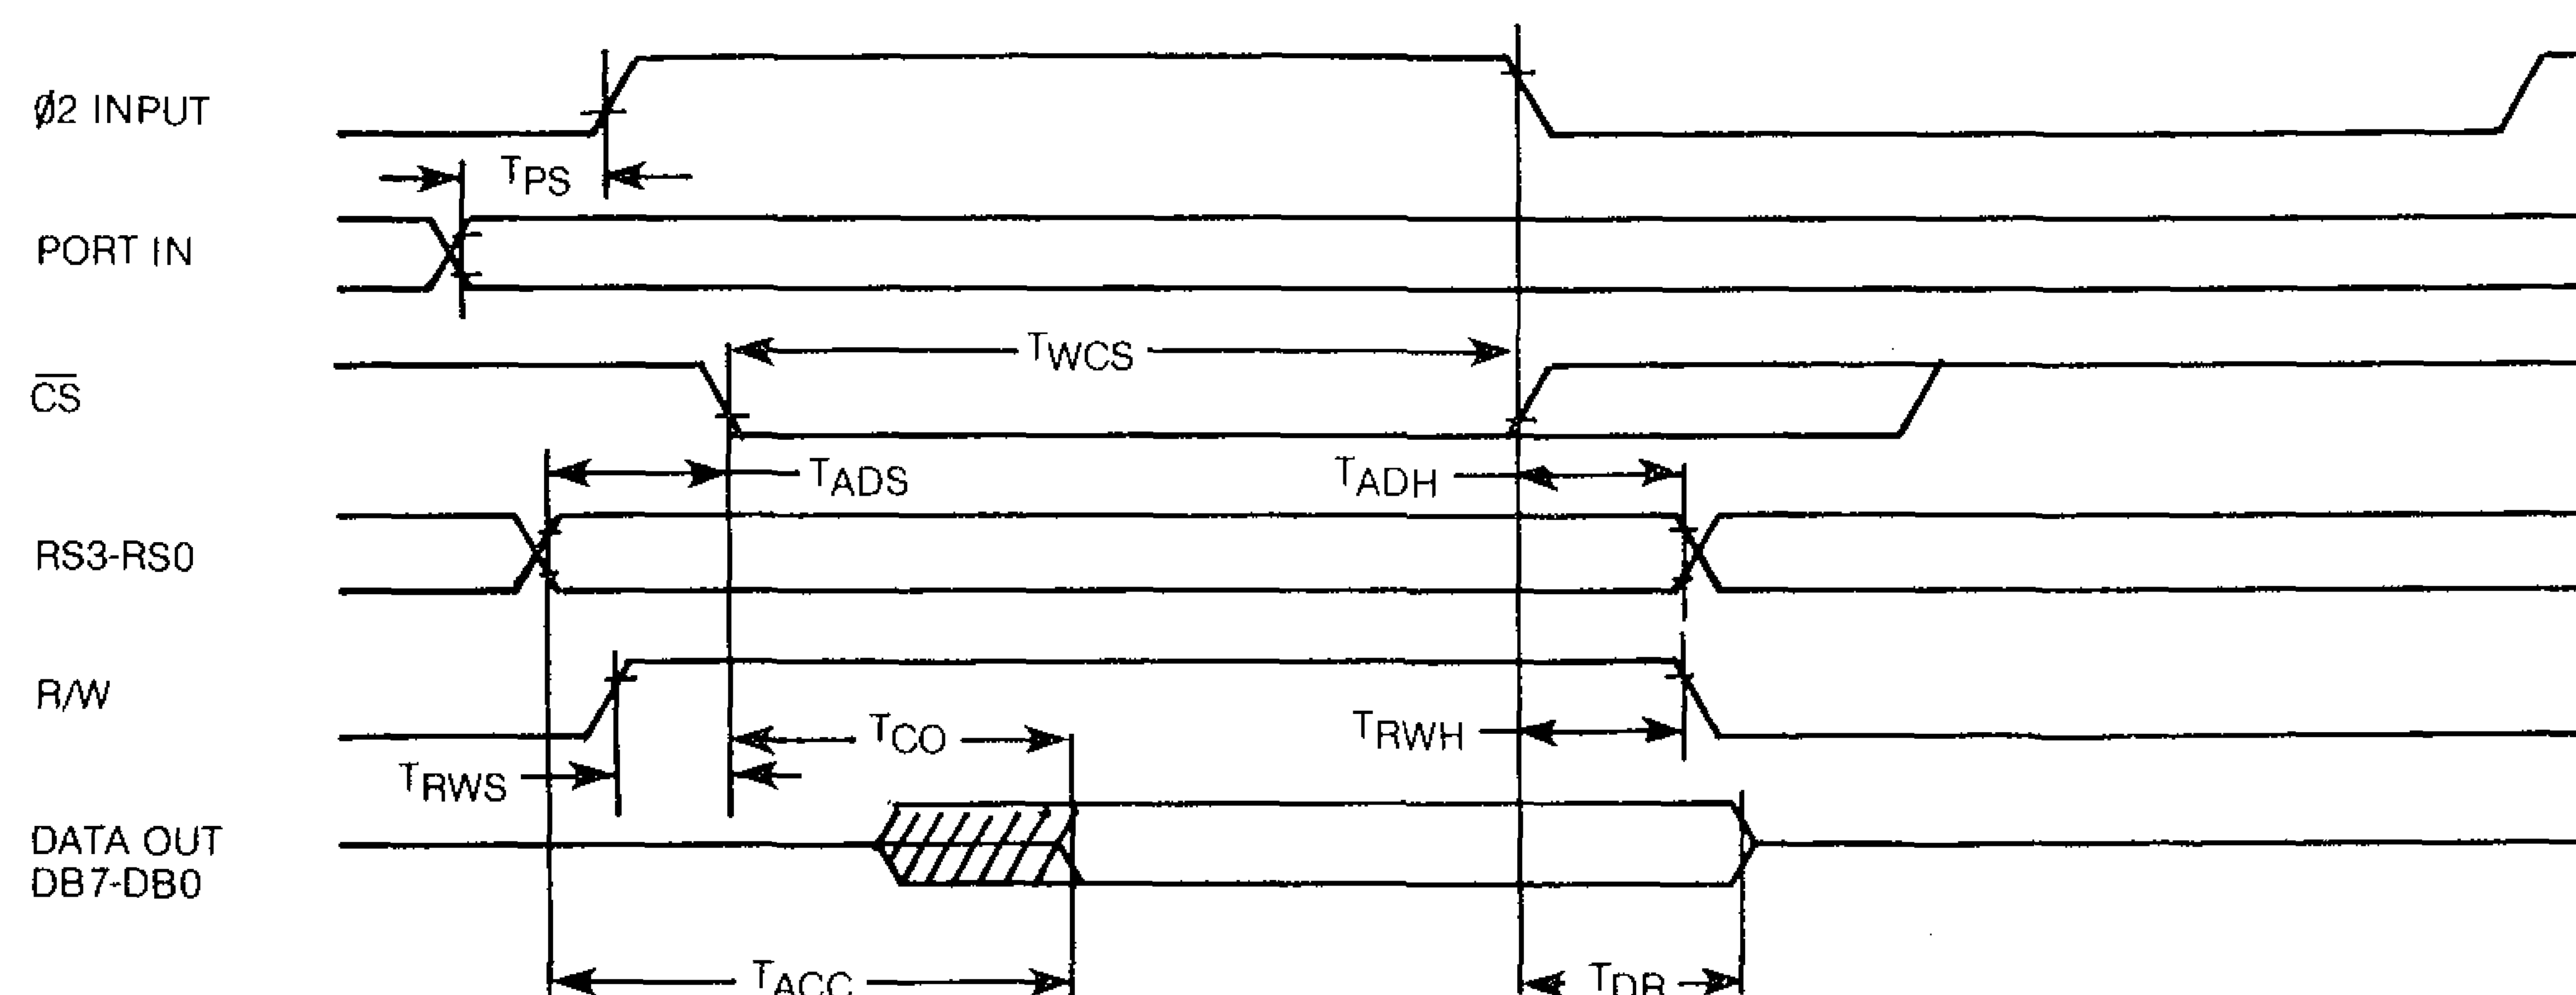 Ø2 INPUT
TPS
PORT IN
TWCS
CS
TADS
TADH
RS3-RS0
R/W
TCO
TRWH
TRWS
DATA OUT
DB7-DB0
TACC
TDR